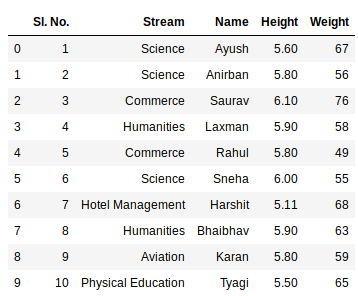 Sl. No. Stream Name Height Weight
0 1 Science Ayush 5.60 67
1 2 Science Anirban 5.80 56
2 3 Commerce Saurav 6.10 76
3 4 Humanities Laxman 5.90 58
4 5 Commerce Rahul 5.80 49
5 6 Science Sneha 6.00 55
6 7 Hotel Management Harshit 5.11 68
7 8 Humanities Bhaibhav 5.90 63
8 9 Aviation Karan 5.80 59
9 10 Physical Education Tyagi 5.50 65